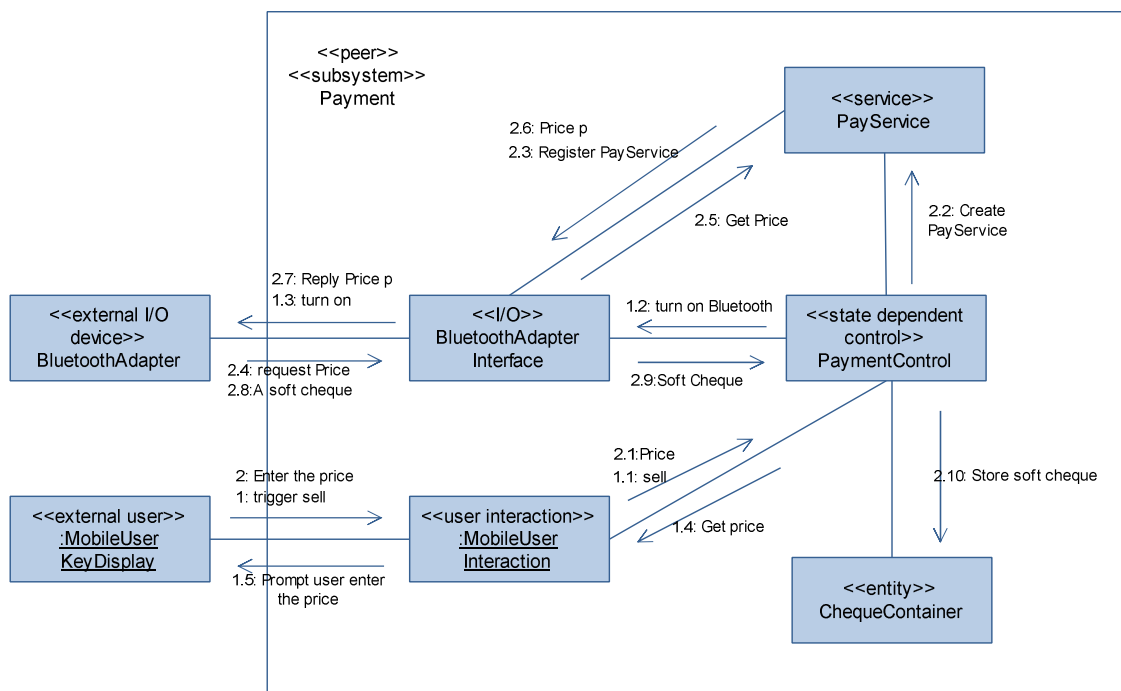 <<peer>>
<<subsystem>>
Payment
<<service>>
PayService
2.6: Price p
2.3: Register PayService
2.5: Get Price
2.2: Create
PayService
2.7: Reply Price p
1.3: turn on
<<external I/O
device>>
BluetoothAdapter
<<I/O>>
BluetoothAdapter
Interface
1.2: turn on Bluetooth
<<state dependent
control>>
PaymentControl
2.4: request Price
2.8:A soft cheque
2.9:Soft Cheque
2.1:Price
1.1: sell
2.10: Store soft cheque
2: Enter the price
1: trigger sell
<<external user>>
:MobileUser
KeyDisplay
<<user interaction>>
:MobileUser
Interaction
1.4: Get price
1.5: Prompt user enter
the price
<<entity>>
ChequeContainer